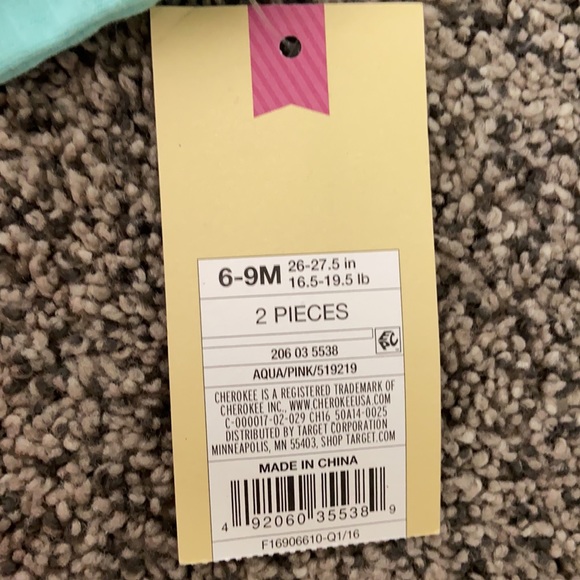 6-9M 26-27.5 in
16.5-19.5 lb
2 PIECES
206 03 5538
AQUA/PINK/519219
CHEROKEE IS A REGISTERED TRADEMARK OF
CHEROKEE INC., WWW.CHEROKEEUSA.COM
C-000017-02-029 CH16 50A14-0025
DISTRIBUTED BY TARGET CORPORATION
MINNEAPOLIS, MN 55403, SHOP TARGET.COM
MADE IN CHINA
4 92060 35538 9
F16906610-Q1/16